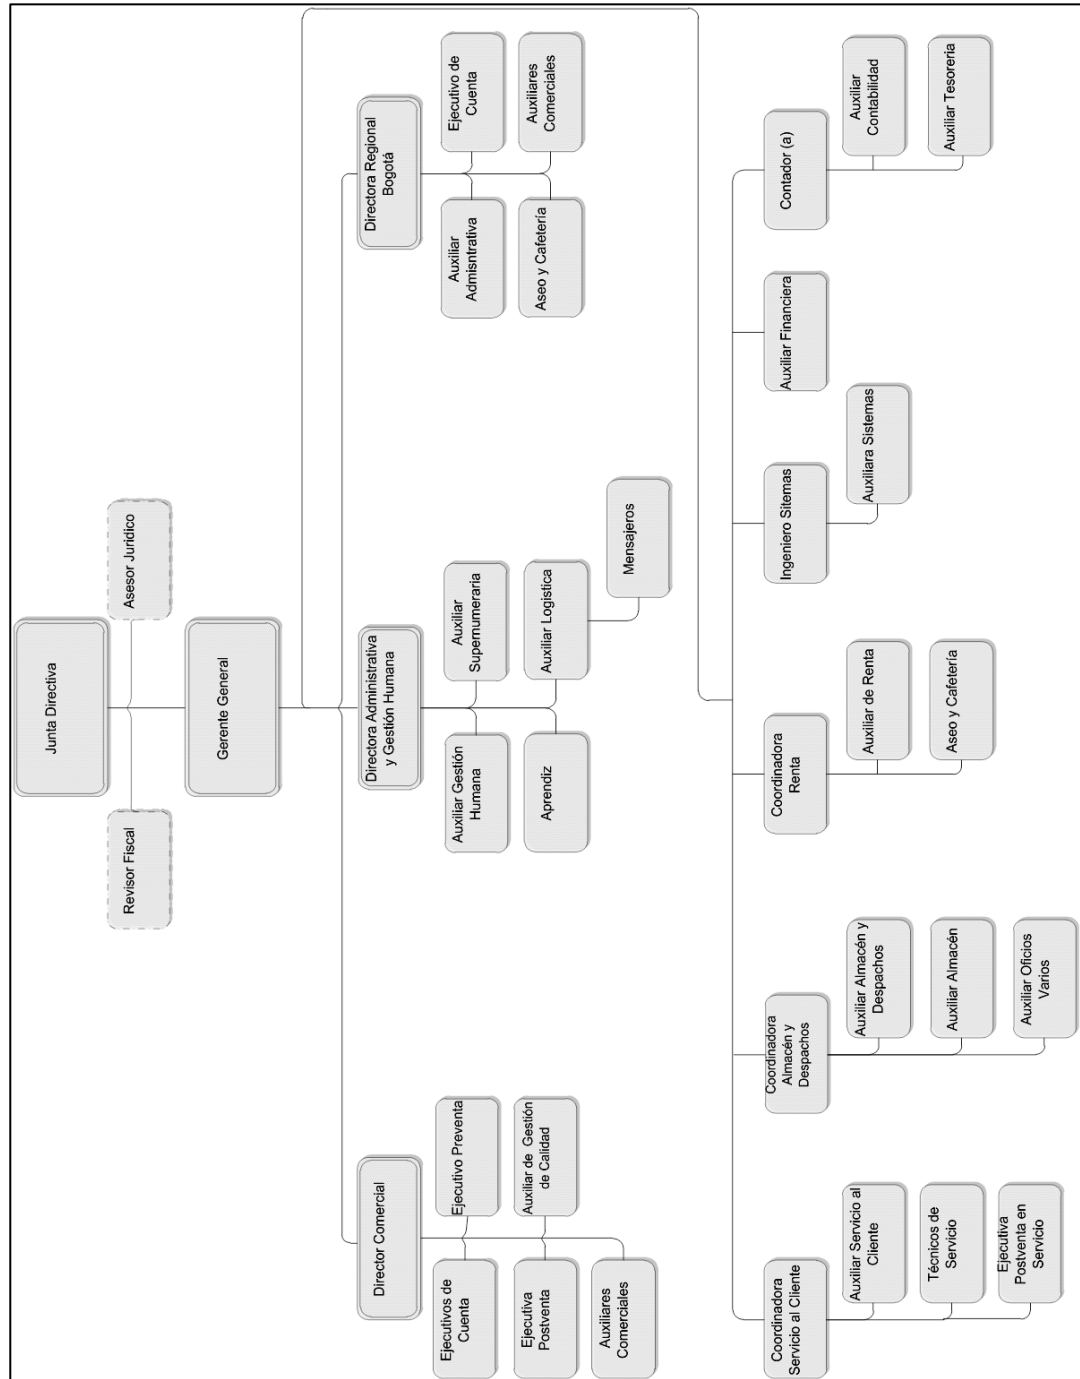 Junta Directiva
Revisor Fiscal
Asesor Jurídico
Gerente General
Director Comercial
Directora Administrativa
y Gestión Humana
Directora Regional
Bogotá
Ejecutivos de
Cuenta
Ejecutivo Preventa
Ejecutiva
Postventa
Auxiliar de Gestión
de Calidad
Auxiliares
Comerciales
Auxiliar Gestión
Humana
Auxiliar
Supernumeraria
Aprendiz
Auxiliar Logistica
Mensajeros
Auxiliar
Admisntrativa
Ejecutivo de
Cuenta
Aseo y Cafetería
Auxiliares
Comerciales
Coordinadora
Servicio al Cliente
Auxiliar Servicio al
Cliente
Técnicos de
Servicio
Ejecutiva
Postventa en
Servicio
Coordinadora
Almacén y
Despachos
Auxiliar Almacén y
Despachos
Auxiliar Almacén
Auxiliar Oficios
Varios
Coordinadora
Renta
Auxiliar de Renta
Aseo y Cafetería
Ingeniero Sitemas
Auxiliara Sistemas
Auxiliar Financiera
Contador (a)
Auxiliar
Contabilidad
Auxiliar Tesorería